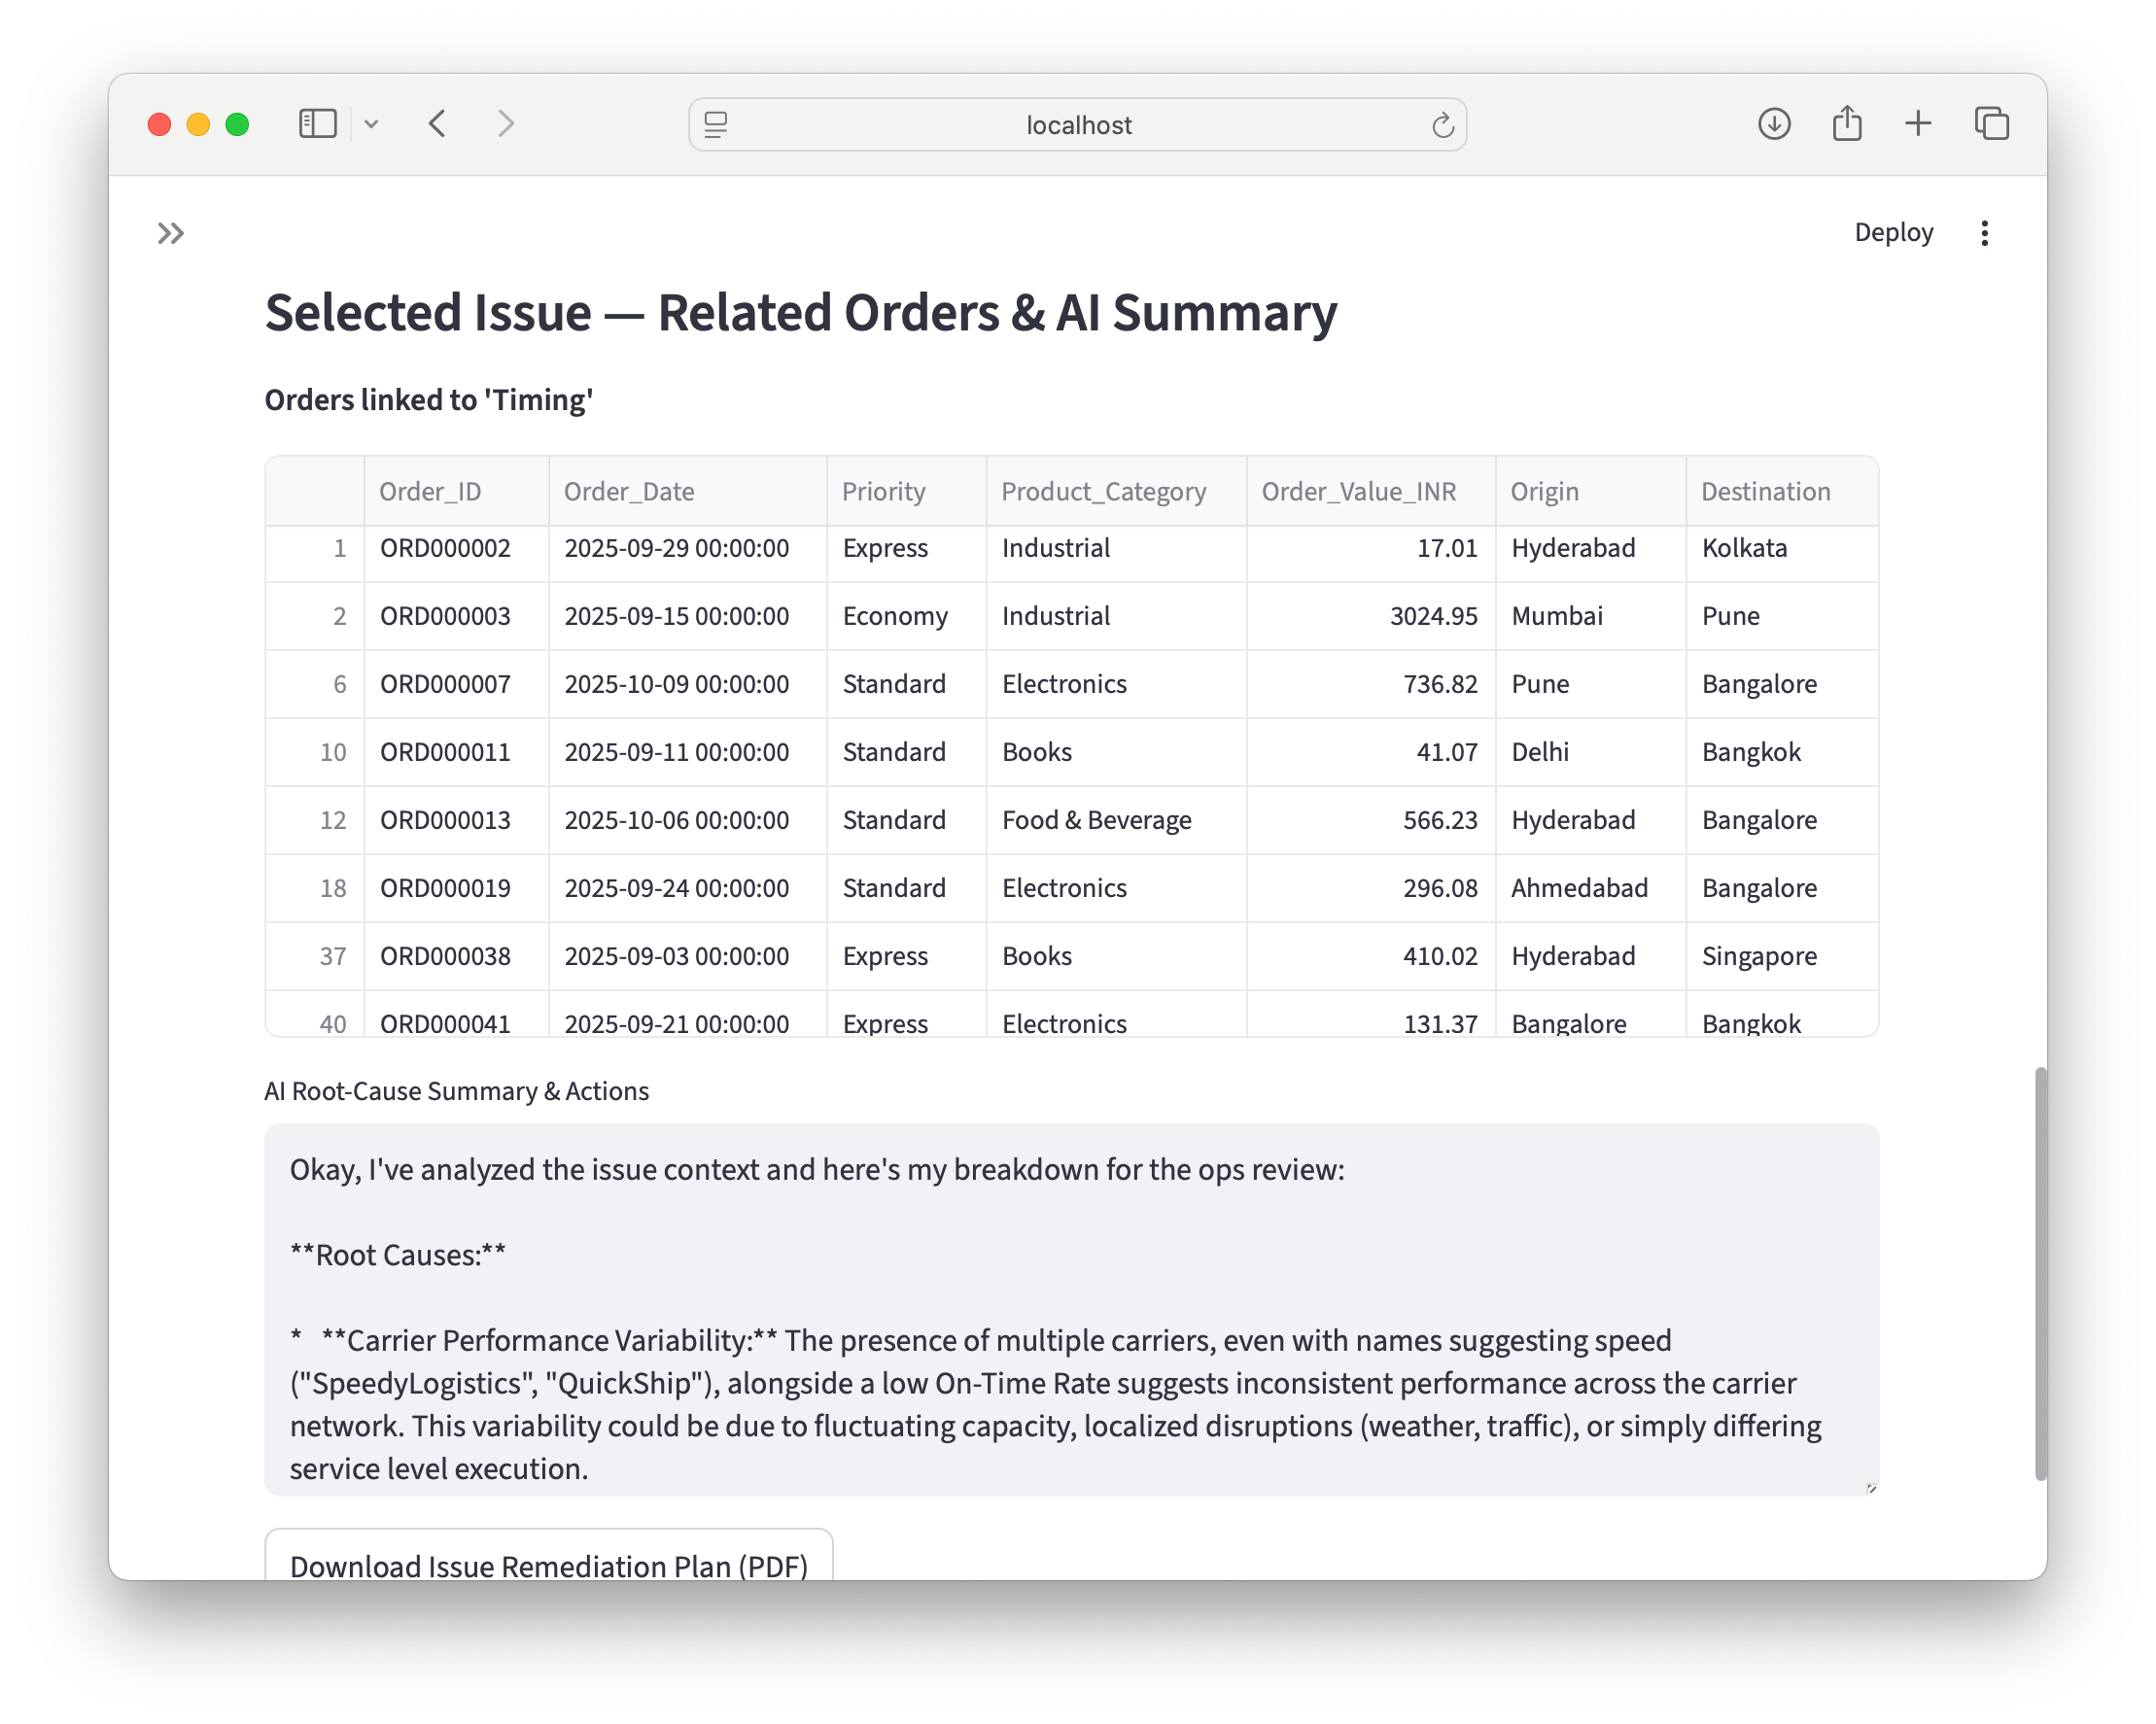 localhost
Deploy
Selected Issue — Related Orders & AI Summary
Orders linked to 'Timing'
Order_ID Order_Date Priority Product_Category Order_Value_INR Origin Destination
1 ORD000002 2025-09-29 00:00:00 Express Industrial 17.01 Hyderabad Kolkata
2 ORD000003 2025-09-15 00:00:00 Economy Industrial 3024.95 Mumbai Pune
6 ORD000007 2025-10-09 00:00:00 Standard Electronics 736.82 Pune Bangalore
10 ORD000011 2025-09-11 00:00:00 Standard Books 41.07 Delhi Bangkok
12 ORD000013 2025-10-06 00:00:00 Standard Food & Beverage 566.23 Hyderabad Bangalore
18 ORD000019 2025-09-24 00:00:00 Standard Electronics 296.08 Ahmedabad Bangalore
37 ORD000038 2025-09-03 00:00:00 Express Books 410.02 Hyderabad Singapore
40 ORD000041 2025-09-21 00:00:00 Express Electronics 131.37 Bangalore Bangkok
AI Root-Cause Summary & Actions
Okay, I've analyzed the issue context and here's my breakdown for the ops review:
**Root Causes:**
*   **Carrier Performance Variability:** The presence of multiple carriers, even with names suggesting speed
("SpeedyLogistics", "QuickShip"), alongside a low On-Time Rate suggests inconsistent performance across the carrier
network. This variability could be due to fluctuating capacity, localized disruptions (weather, traffic), or simply differing
service level execution.
Download Issue Remediation Plan (PDF)